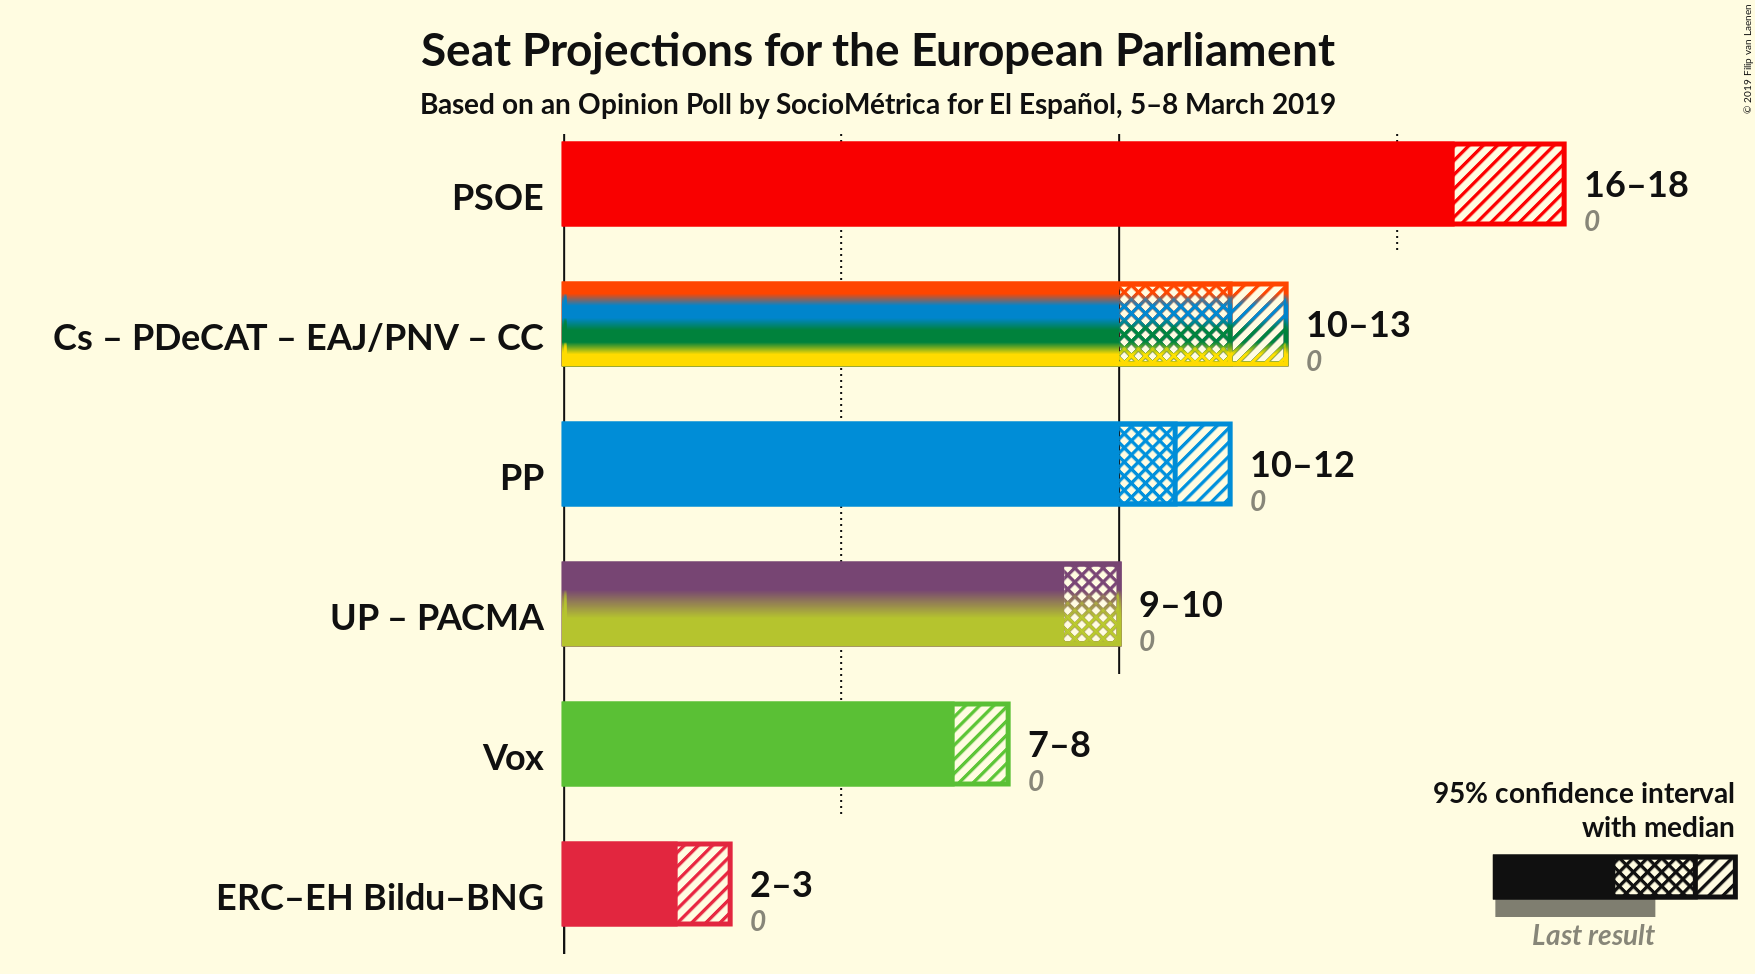 Seat Projections for the European Parliament
Based on an Opinion Poll by SocioMétrica for El Español, 5–8 March 2019
© 2019 Filip van Laenen
PSOE
16–18
0
Cs – PDeCAT – EAJ/PNV – CC
10–13
0
PP
10–12
0
UP – PACMA
9–10
0
Vox
7–8
0
ERC–EH Bildu–BNG
2–3
0
95% confidence interval
with median
Last result